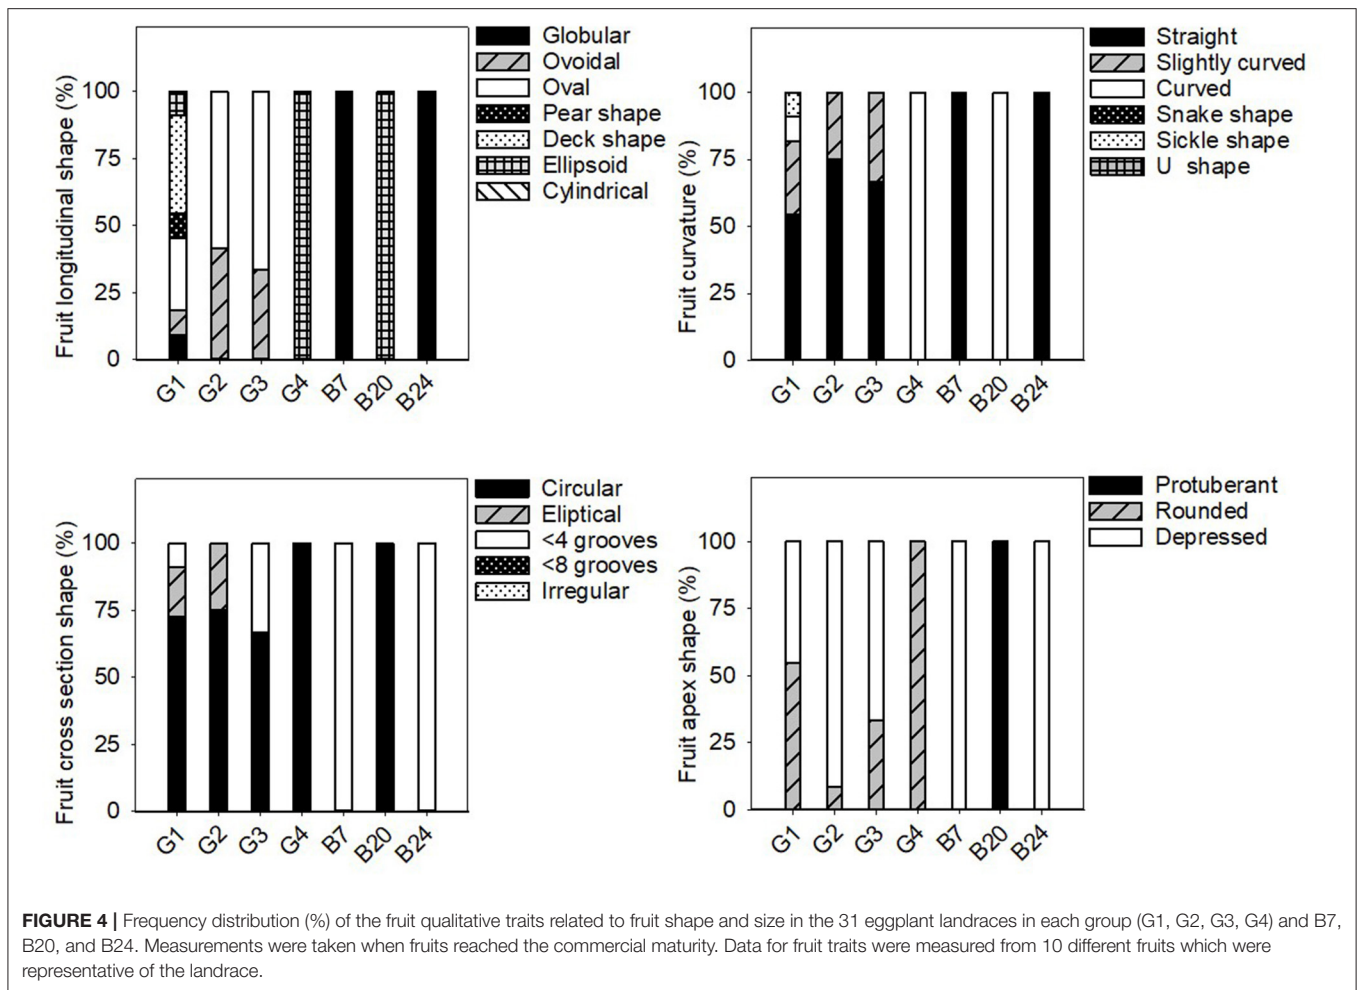 Fruit longitudinal shape (%)
100
75
50
25
0
G1 G2 G3 G4 B7 B20 B24
Globular
Ovoidal
Oval
Pear shape
Deck shape
Ellipsoid
Cylindrical
Fruit curvature (%)
100
75
50
25
0
G1 G2 G3 G4 B7 B20 B24
Straight
Slightly curved
Curved
Snake shape
Sickle shape
U shape
Fruit cross section shape (%)
100
75
50
25
0
G1 G2 G3 G4 B7 B20 B24
Circular
Eliptical
<4 grooves
<8 grooves
Irregular
Fruit apex shape (%)
100
75
50
25
0
G1 G2 G3 G4 B7 B20 B24
Protuberant
Rounded
Depressed
FIGURE 4 | Frequency distribution (%) of the fruit qualitative traits related to fruit shape and size in the 31 eggplant landraces in each group (G1, G2, G3, G4) and B7,
B20, and B24. Measurements were taken when fruits reached the commercial maturity. Data for fruit traits were measured from 10 different fruits which were
representative of the landrace.